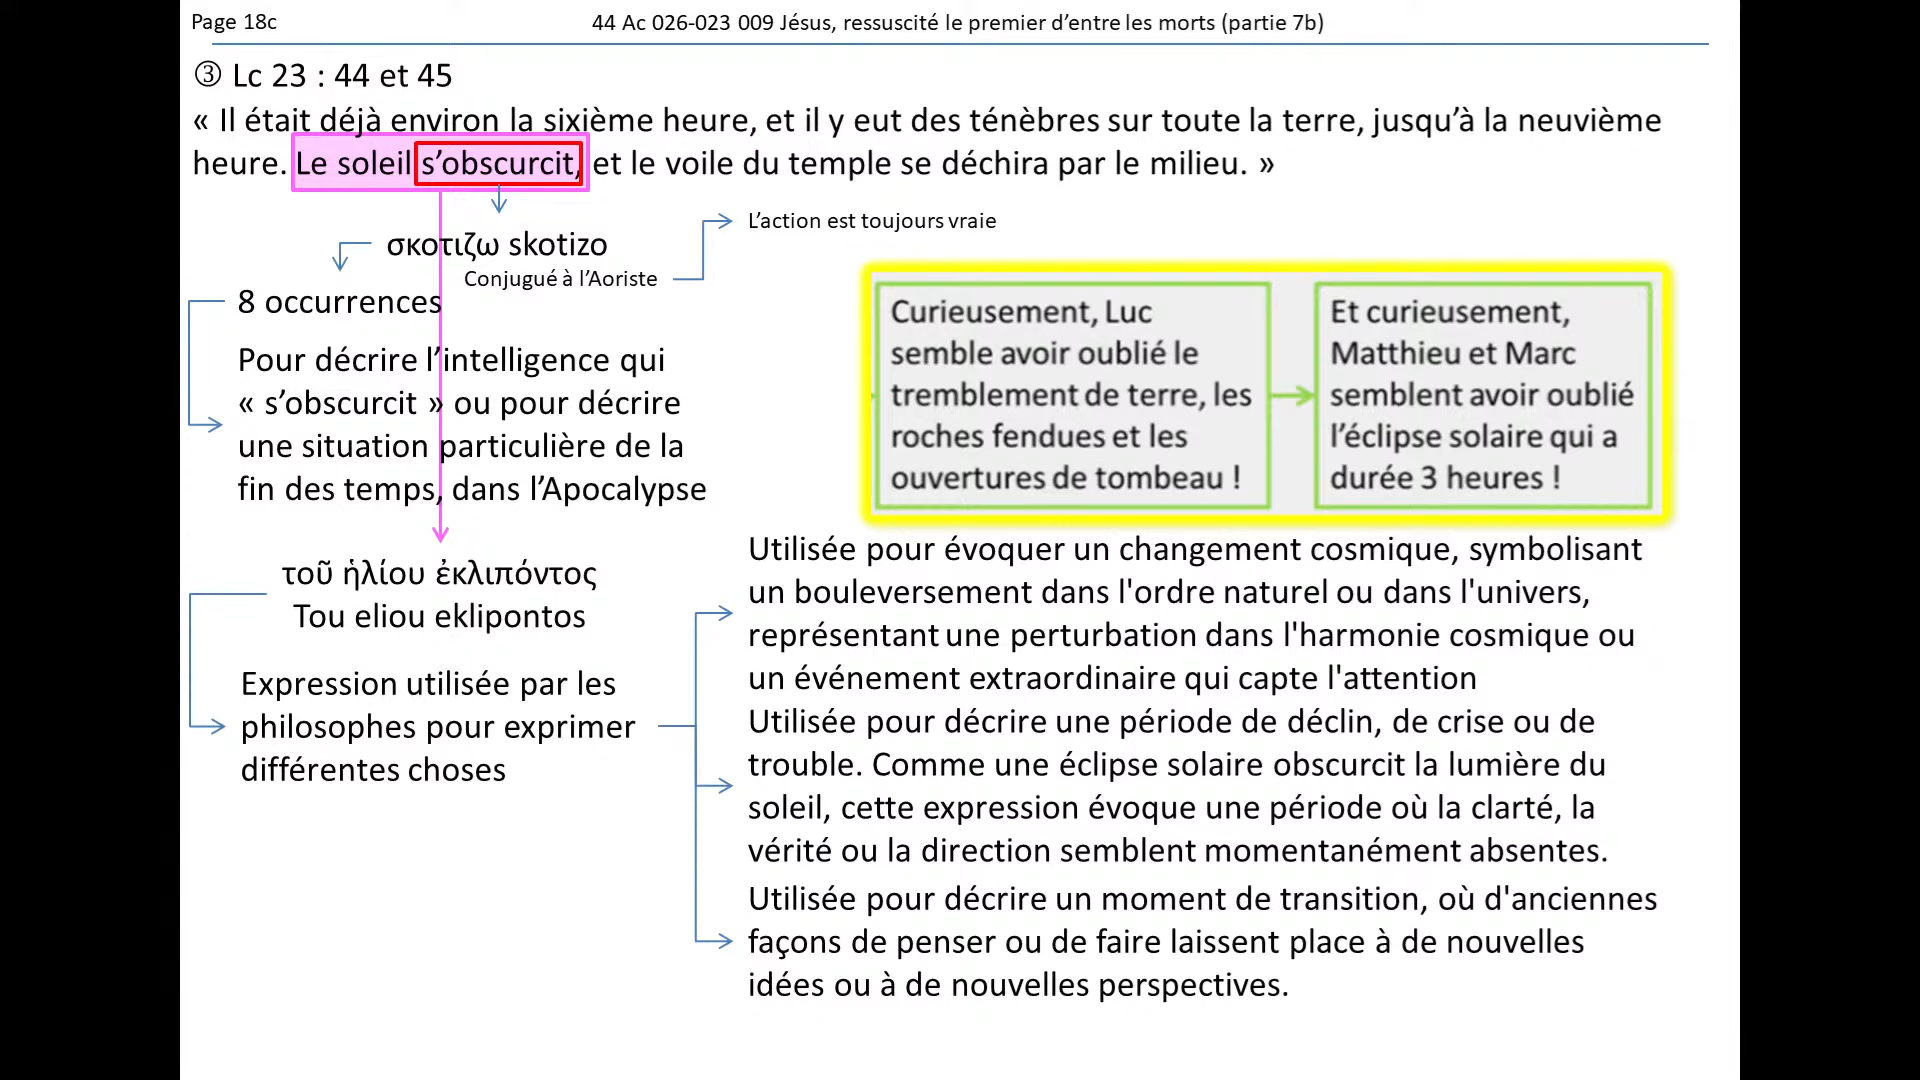 Page 18c
44 Ac 026-023 009 Jésus, ressuscité le premier d’entre les morts (partie 7b)
③ Lc 23 : 44 et 45
« Il était déjà environ la sixième heure, et il y eut des ténèbres sur toute la terre, jusqu’à la neuvième
heure. Le soleil s’obscurcit, et le voile du temple se déchira par le milieu. »
L’action est toujours vraie
σκοτιζω skotizo
Conjugué à l’Aoriste
8 occurrences
Pour décrire l’intelligence qui
« s’obscurcit » ou pour décrire
une situation particulière de la
fin des temps, dans l’Apocalypse
Curieusement, Luc
semble avoir oublié le
tremblement de terre, les
roches fendues et les
ouvertures de tombeau !
Et curieusement,
Matthieu et Marc
semblent avoir oublié
l’éclipse solaire qui a
durée 3 heures !
τοῦ ἡλίου ἐκλιπόντος
Tou eliou eklipontos
Expression utilisée par les
philosophes pour exprimer
différentes choses
Utilisée pour évoquer un changement cosmique, symbolisant
un bouleversement dans l'ordre naturel ou dans l'univers,
représentant une perturbation dans l'harmonie cosmique ou
un événement extraordinaire qui capte l'attention
Utilisée pour décrire une période de déclin, de crise ou de
trouble. Comme une éclipse solaire obscurcit la lumière du
soleil, cette expression évoque une période où la clarté, la
vérité ou la direction semblent momentanément absentes.
Utilisée pour décrire un moment de transition, où d'anciennes
façons de penser ou de faire laissent place à de nouvelles
idées ou à de nouvelles perspectives.